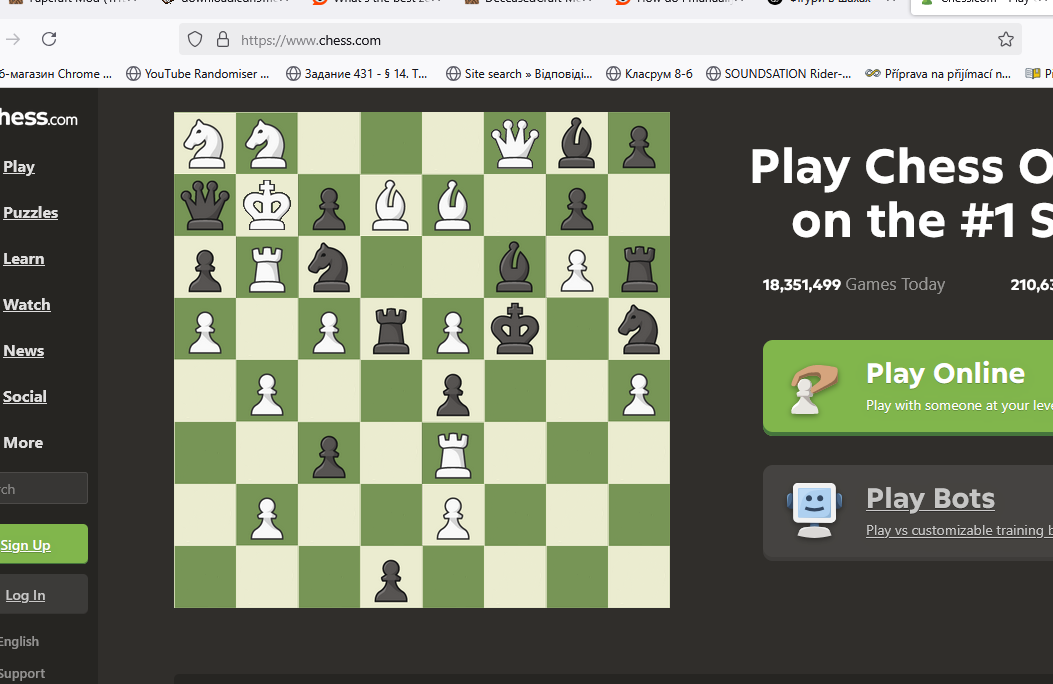 https://www.chess.com
YouTube Randomiser ...
Задание 431 - § 14. Т...
Site search » Відповіді...
Класрум 8-б
SOUNDSATION Rider-...
Příprava na přijímací n...
б-магазин Chrome ...
hess.com
Play
Puzzles
Learn
Watch
News
Social
More
Sign Up
Log In
English
Support
Play Chess O
on the #1 S
18,351,499 Games Today
210,63
Play Online
Play with someone at your leve
Play Bots
Play vs customizable training b